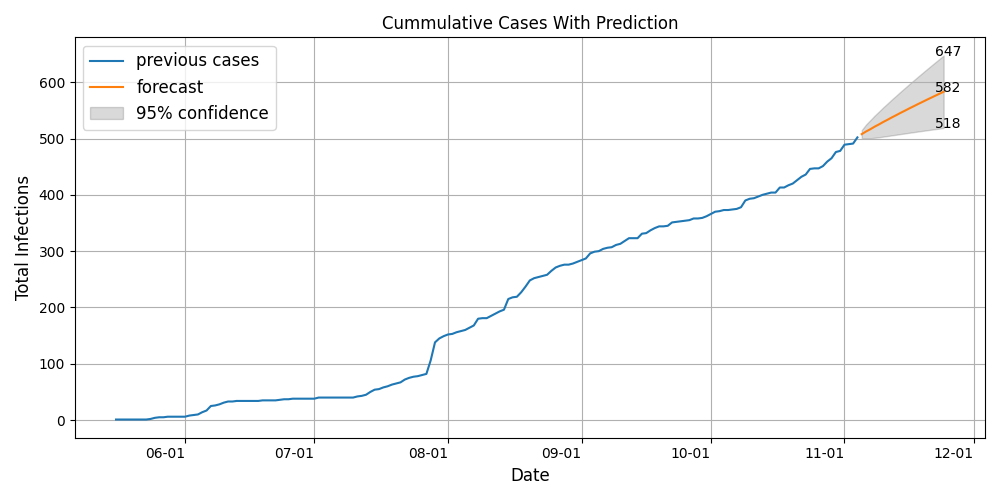 Cummulative Cases With Prediction
previous cases
forecast
95% confidence
647
582
518
600
500
400
300
200
100
0
Total Infections
06-01
07-01
08-01
09-01
10-01
11-01
12-01
Date